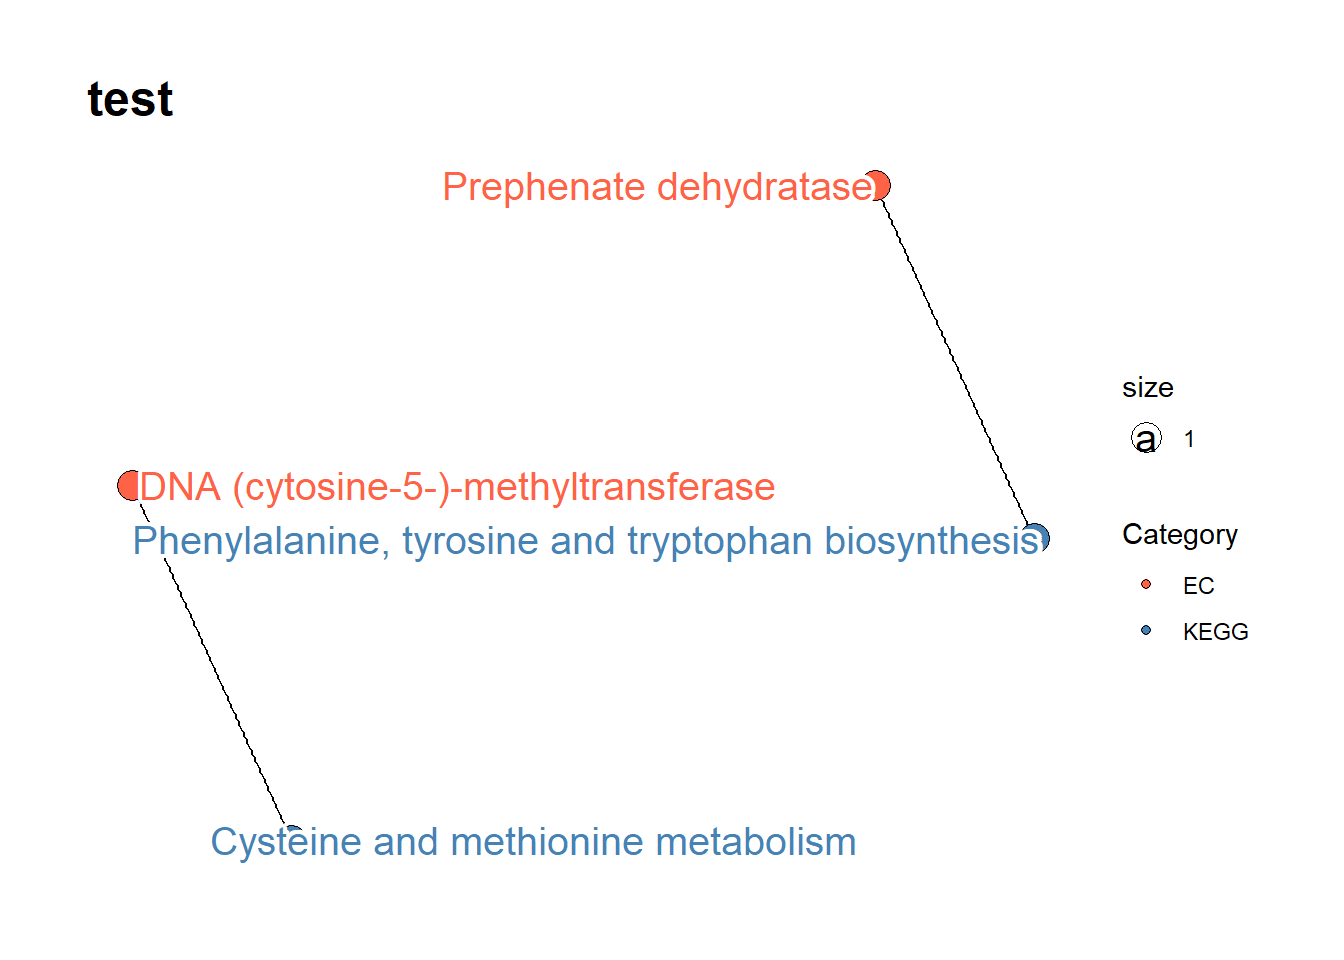 test
Prephenate dehydratase
DNA (cytosine-5-)-methyltransferase
Phenylalanine, tyrosine and tryptophan biosynthesis
Cysteine and methionine metabolism
size
a 1
Category
EC
KEGG